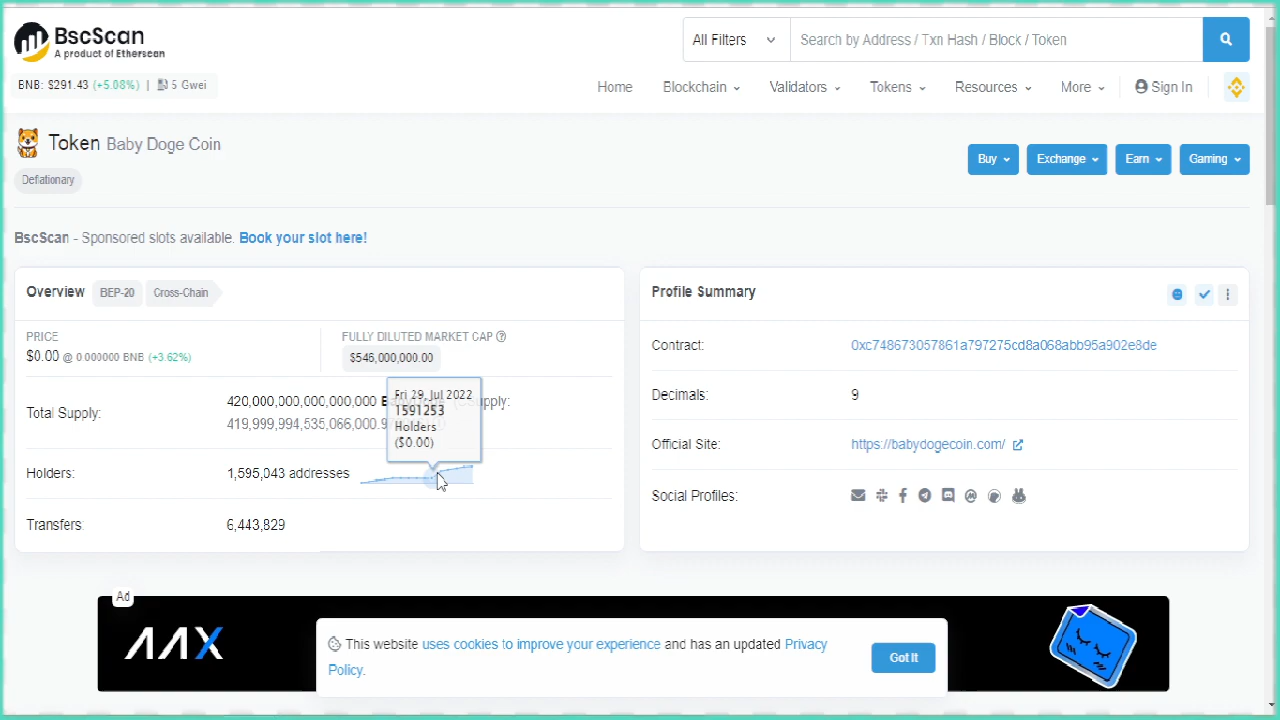 BscScan
A product of Etherscan
All Filters
Search by Address / Txn Hash / Block / Token
BNB: $291.43 (+5.08%) | 5 Gwei
Home Blockchain Validators Tokens Resources More Sign In
Token Baby Doge Coin
Buy Exchange Earn Gaming
Deflationary
BscScan - Sponsored slots available. Book your slot here!
Overview BEP-20 Cross-Chain
PRICE
$0.00 @ 0.000000 BNB (+3.62%)
FULLY DILUTED MARKET CAP
$546,000,000.00
Total Supply:
420,000,000,000,000,000
Supply:
419,999,994,535,066,000.9
Fri 29, Jul 2022
1591253
Holders
($0.00)
Holders: 1,595,043 addresses
Transfers 6,443,829
Profile Summary
Contract: 0xc748673057861a797275cd8a068abb95a902e8de
Decimals: 9
Official Site: https://babydogecoin.com/
Social Profiles:
Ad
AAX
This website uses cookies to improve your experience and has an updated Privacy
Policy.
Got It